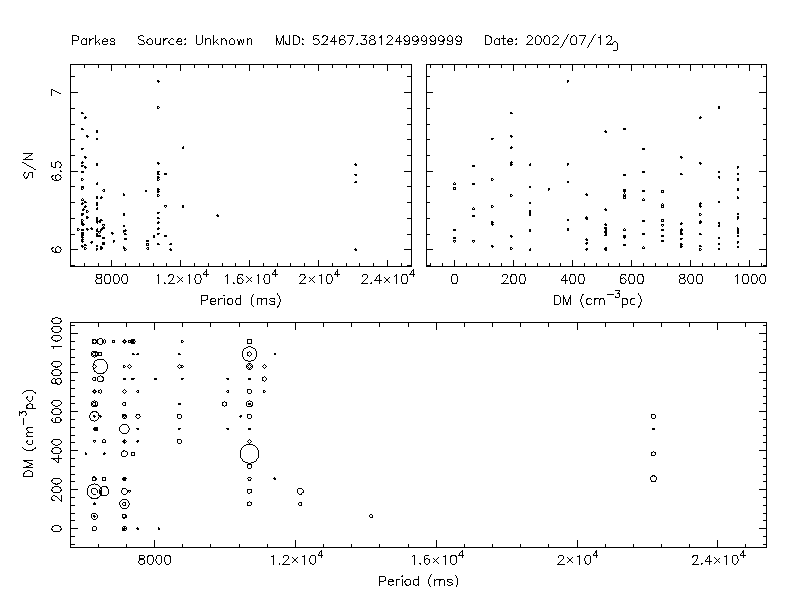 Parkes Source: Unknown MJD: 52467.381249999999 Date: 2002/07/12
7
6.5
6
S/N
8000 1.2×10^4 1.6×10^4 2×10^4 2.4×10^4
Period (ms)
0 200 400 600 800 1000
DM (cm^-3pc)
1000
800
600
400
200
0
DM (cm^-3pc)
8000 1.2×10^4 1.6×10^4 2×10^4 2.4×10^4
Period (ms)